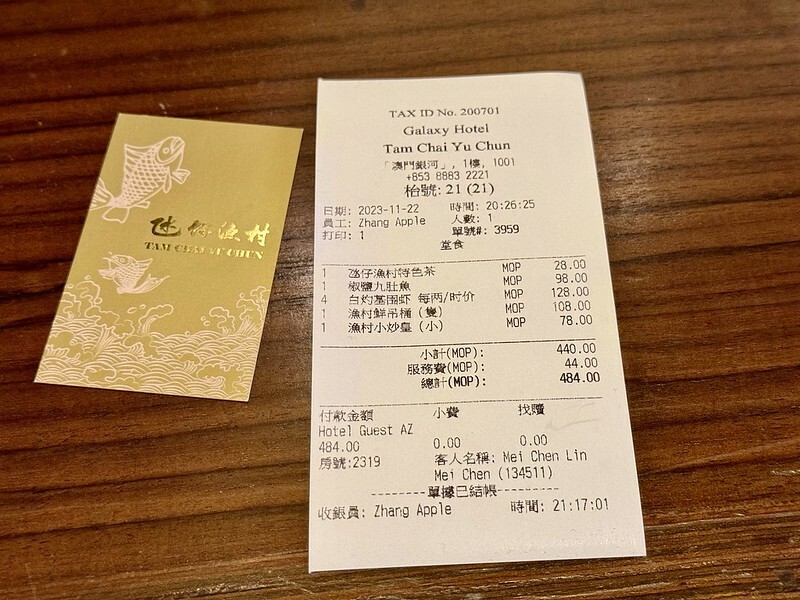 氹仔漁村
TAM CHAI YU CHUN
TAX ID No. 200701
Galaxy Hotel
Tam Chai Yu Chun
「澳門銀河」, 1樓, 1001
+853 8883 2221
枱號: 21 (21)
日期: 2023-11-22 時間: 20:26:25
員工: Zhang Apple 人數: 1
打印: 1 單號#: 3959
堂食
1 氹仔漁村特色茶 MOP 28.00
1 椒鹽九肚魚 MOP 98.00
4 白灼基围虾 每两/时价 MOP 128.00
1 漁村鮮吊桶 (隻) MOP 108.00
1 漁村小炒皇 (小) MOP 78.00
小計(MOP): 440.00
服務費(MOP): 44.00
總計(MOP): 484.00
付款金額 小費 找贖
Hotel Guest AZ
484.00 0.00 0.00
房號:2319 客人名稱: Mei Chen Lin
Mei Chen (134511)
--------單據已結帳--------
收銀員: Zhang Apple 時間: 21:17:01